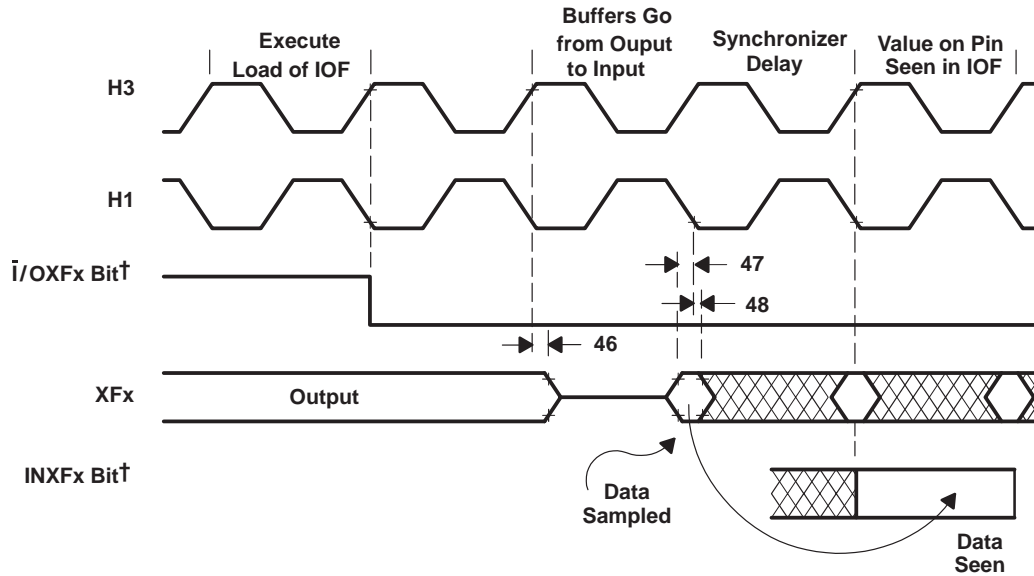 Execute
Load of IOF
Buffers Go
from Ouput
to Input
Synchronizer
Delay
Value on Pin
Seen in IOF
H3
H1
Ī/OXFx Bit†
47
48
46
XFx
Output
INXFx Bit†
Data
Sampled
Data
Seen